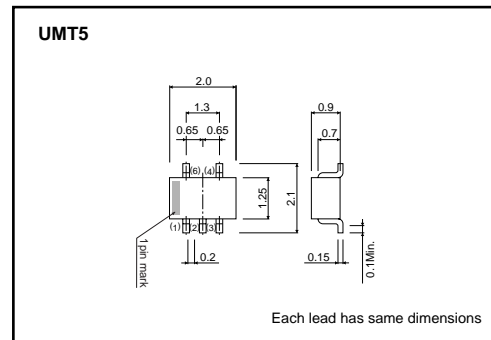 UMT5
2.0
1.3
0.65 0.65
0.9
0.7
(6) (4)
1.25
2.1
(1) (2) (3)
0.2
1pin mark
0.15
0.1Min.
Each lead has same dimensions